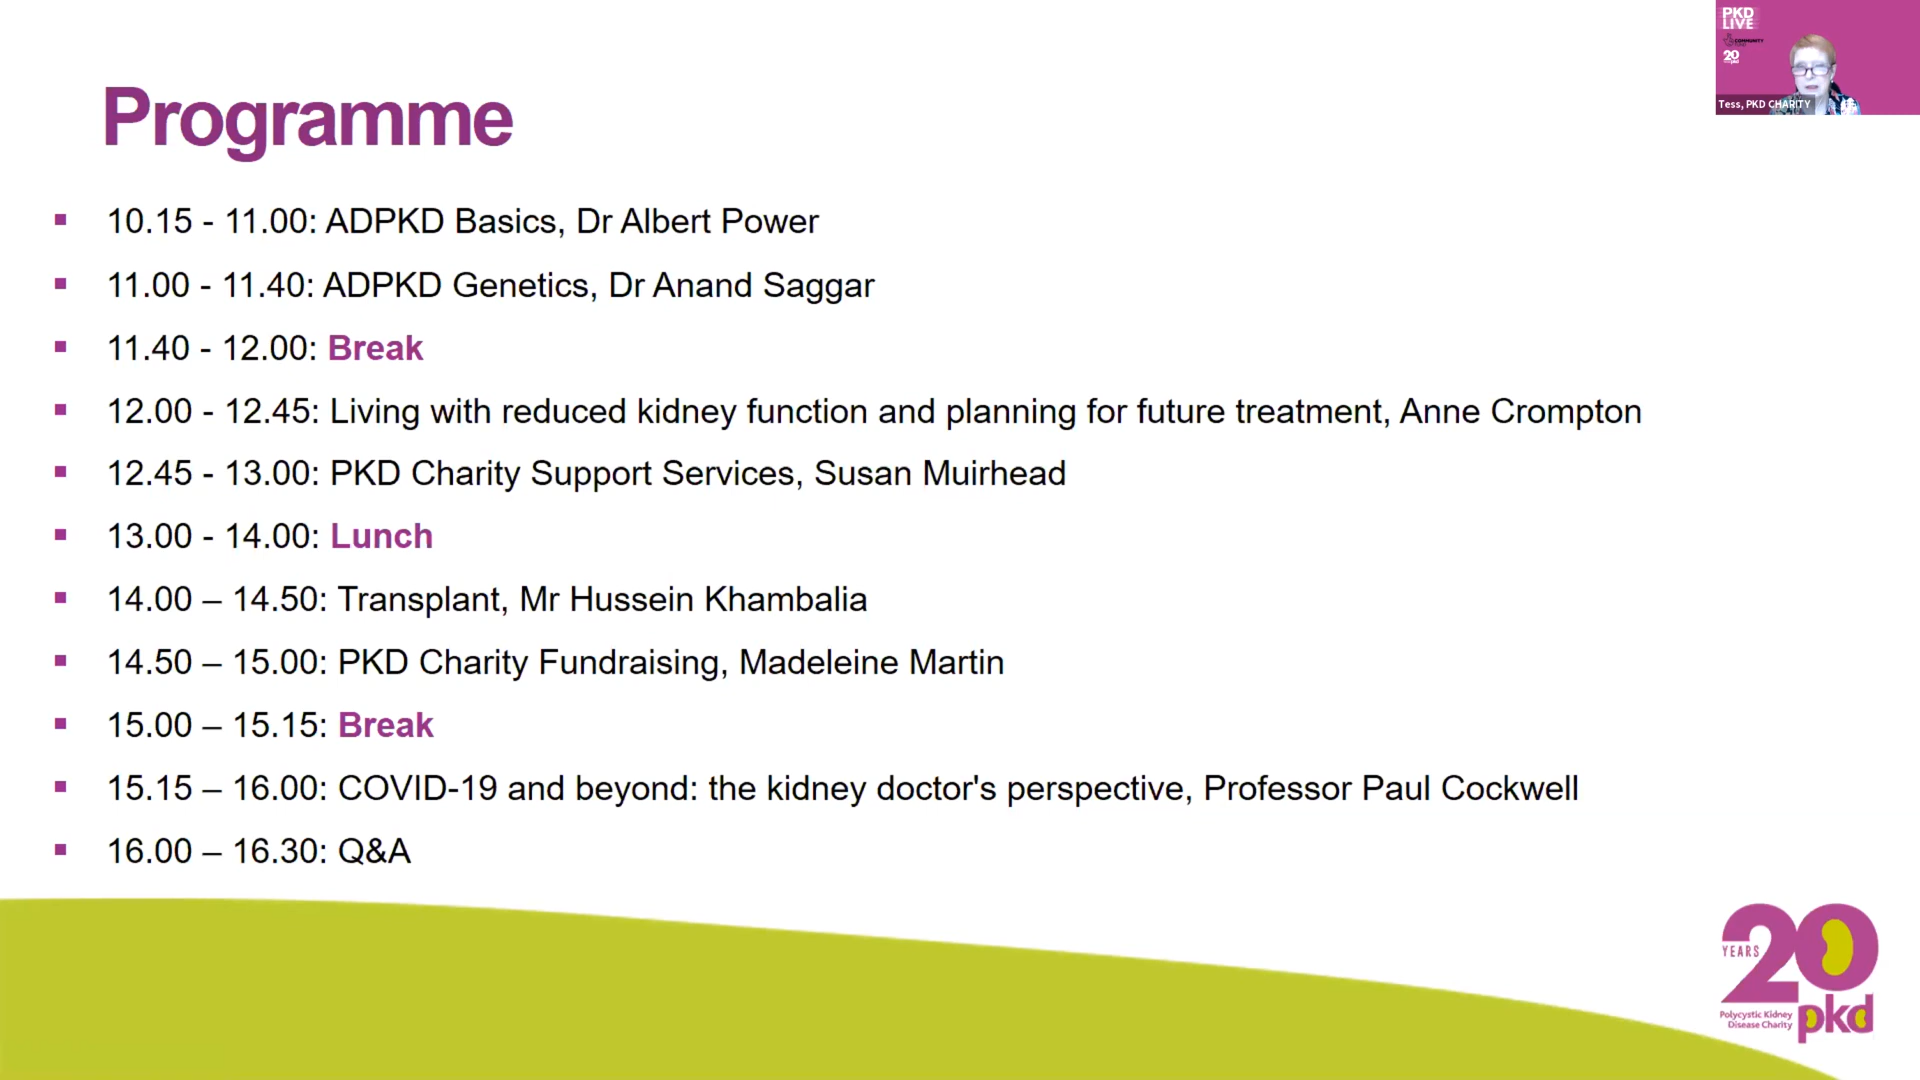 PKD
LIVE
COMMUNITY
20
Tess, PKD CHARITY
Programme
10.15 - 11.00: ADPKD Basics, Dr Albert Power
11.00 - 11.40: ADPKD Genetics, Dr Anand Saggar
11.40 - 12.00: Break
12.00 - 12.45: Living with reduced kidney function and planning for future treatment, Anne Crompton
12.45 - 13.00: PKD Charity Support Services, Susan Muirhead
13.00 - 14.00: Lunch
14.00 – 14.50: Transplant, Mr Hussein Khambalia
14.50 – 15.00: PKD Charity Fundraising, Madeleine Martin
15.00 – 15.15: Break
15.15 – 16.00: COVID-19 and beyond: the kidney doctor's perspective, Professor Paul Cockwell
16.00 – 16.30: Q&A
20
YEARS
Polycystic Kidney
Disease Charity
pkd